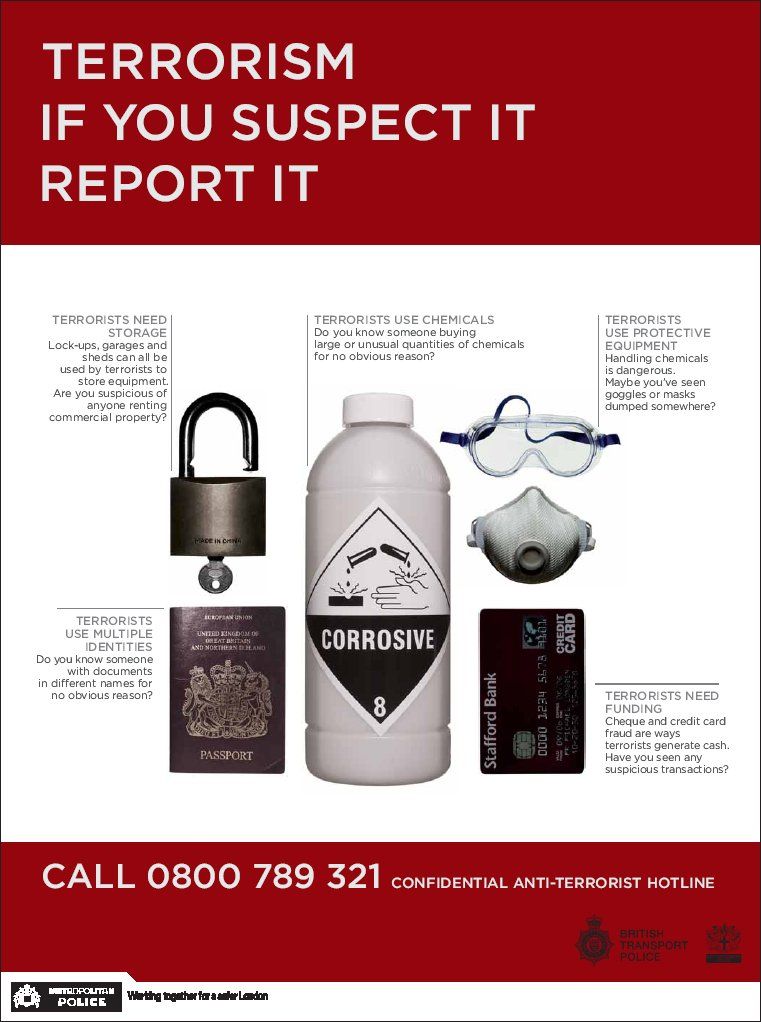 TERRORISM
IF YOU SUSPECT IT
REPORT IT
TERRORISTS NEED
STORAGE
Lock-ups, garages and
sheds can all be
used by terrorists to
store equipment.
Are you suspicious of
anyone renting
commercial property?
TERRORISTS USE CHEMICALS
Do you know someone buying
large or unusual quantities of chemicals
for no obvious reason?
TERRORISTS
USE PROTECTIVE
EQUIPMENT
Handling chemicals
is dangerous.
Maybe you've seen
goggles or masks
dumped somewhere?
MADE IN CHINA
TERRORISTS
USE MULTIPLE
IDENTITIES
Do you know someone
with documents
in different names for
no obvious reason?
EUROPEAN UNION
UNITED KINGDOM OF
GREAT BRITAIN
AND NORTHERN IRELAND
PASSPORT
CORROSIVE
8
Stafford Bank
0000 1234 5678 9101
CREDIT
CARD
TERRORISTS NEED
FUNDING
Cheque and credit card
fraud are ways
terrorists generate cash.
Have you seen any
suspicious transactions?
CALL 0800 789 321 CONFIDENTIAL ANTI-TERRORIST HOTLINE
BRITISH
TRANSPORT
POLICE
METROPOLITAN
POLICE
Working together for a safer London